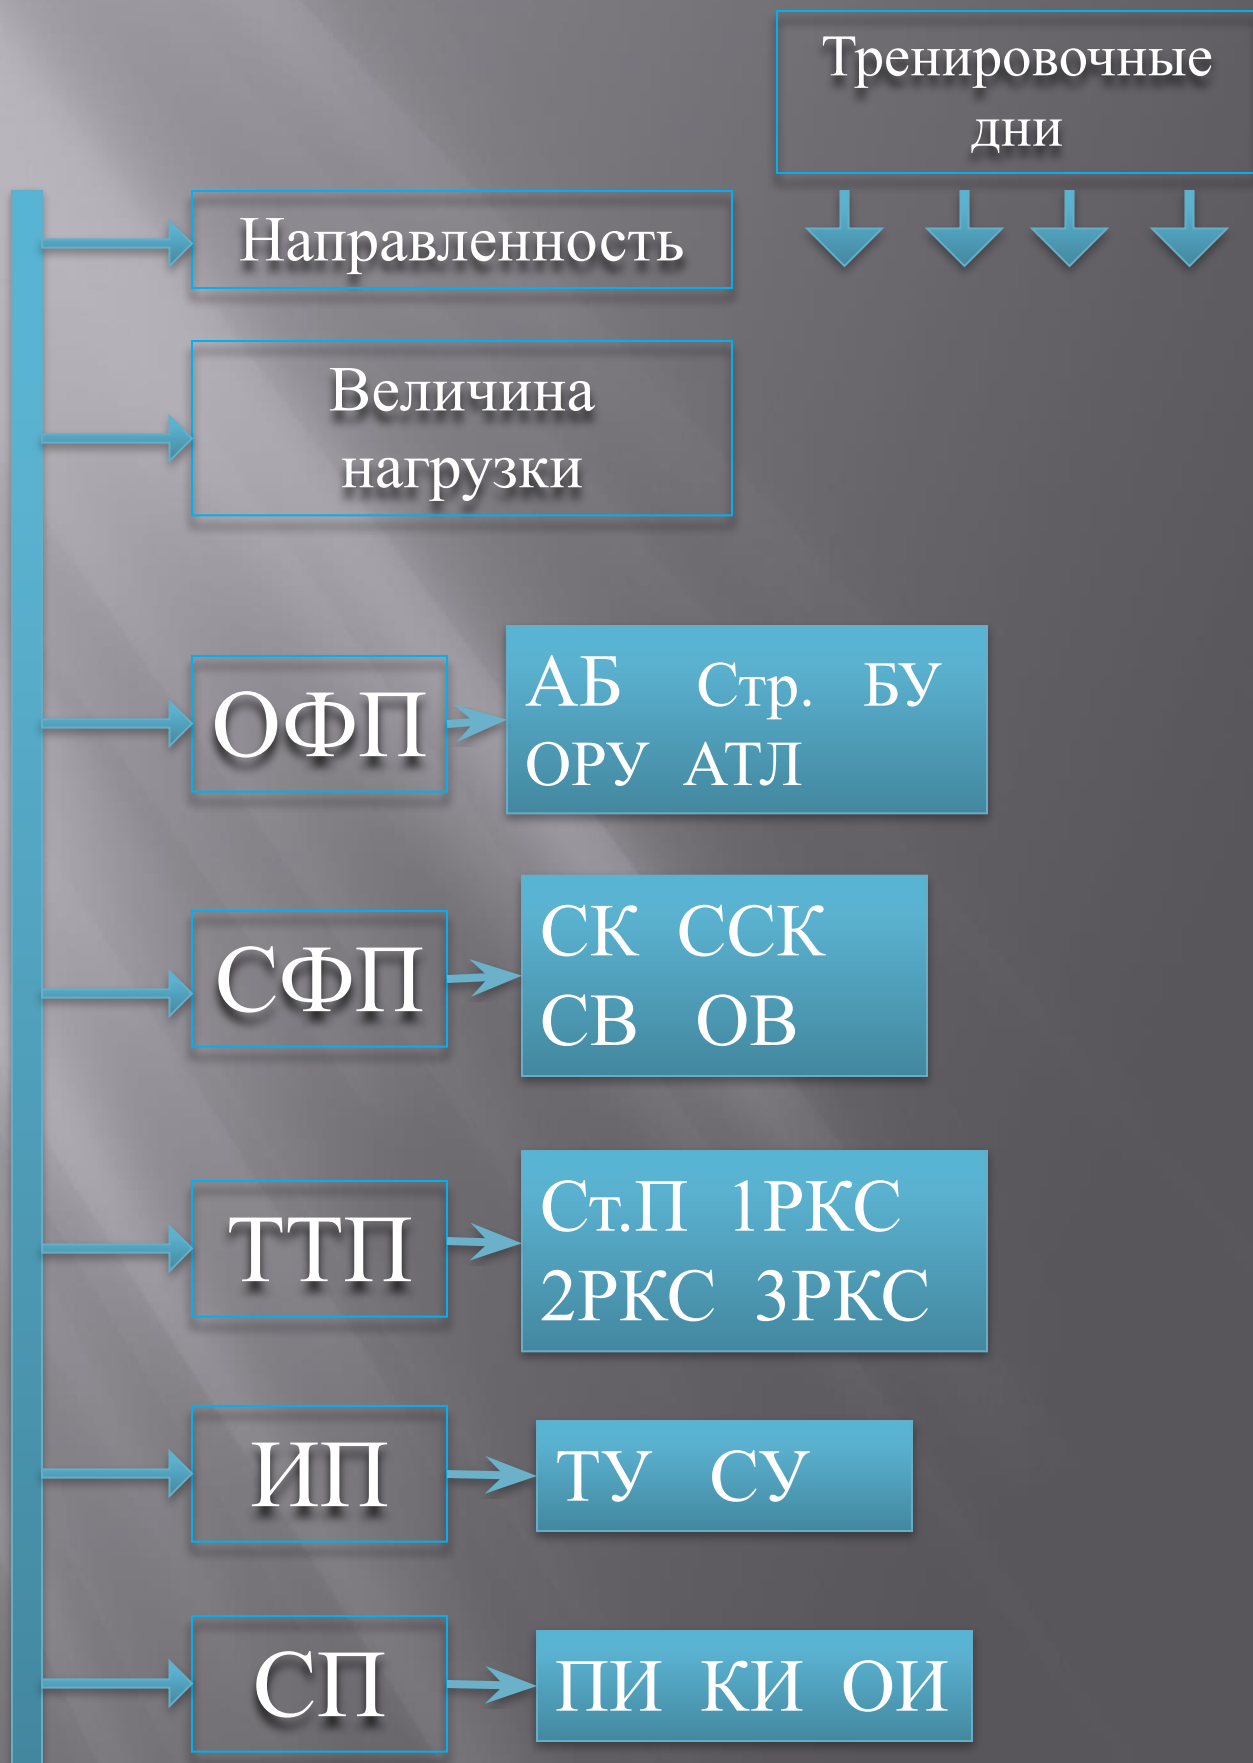 Тренировочные
дни
Направленность
Величина
нагрузки
ОФП
АБ Стр. БУ
ОРУ АТЛ
СФП
СК ССК
СВ ОВ
ТТП
Ст.П 1РКС
2РКС 3РКС
ИП
ТУ СУ
СП
ПИ КИ ОИ